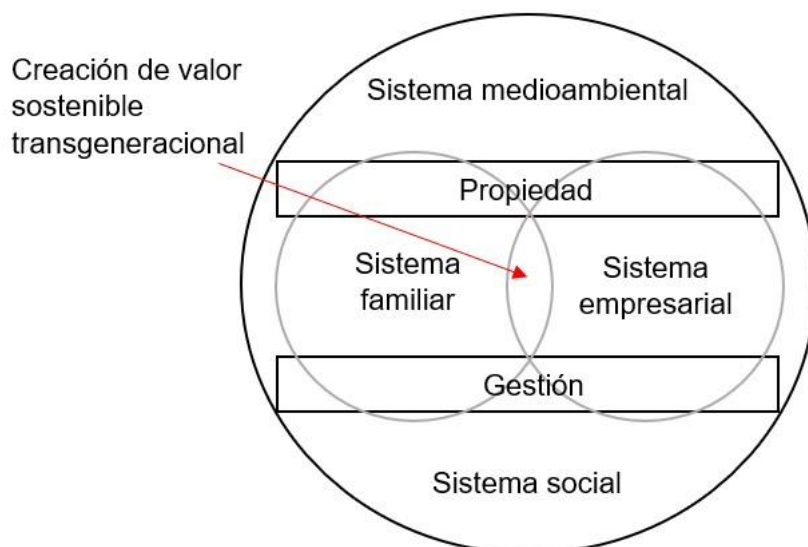 Creación de valor
sostenible
transgeneracional
Sistema medioambiental
Propiedad
Sistema
familiar
Sistema
empresarial
Gestión
Sistema social